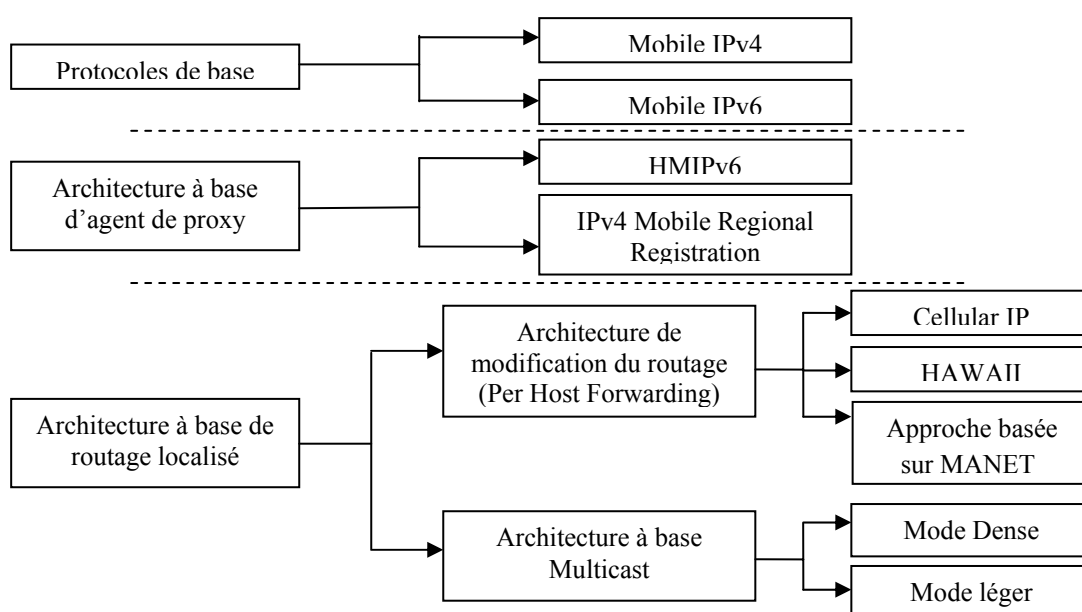 Protocoles de base
Mobile IPv4
Mobile IPv6
Architecture à base
d’agent de proxy
HMIPv6
IPv4 Mobile Regional
Registration
Architecture à base de
routage localisé
Architecture de
modification du routage
(Per Host Forwarding)
Cellular IP
HAWAII
Approche basée
sur MANET
Architecture à base
Multicast
Mode Dense
Mode léger